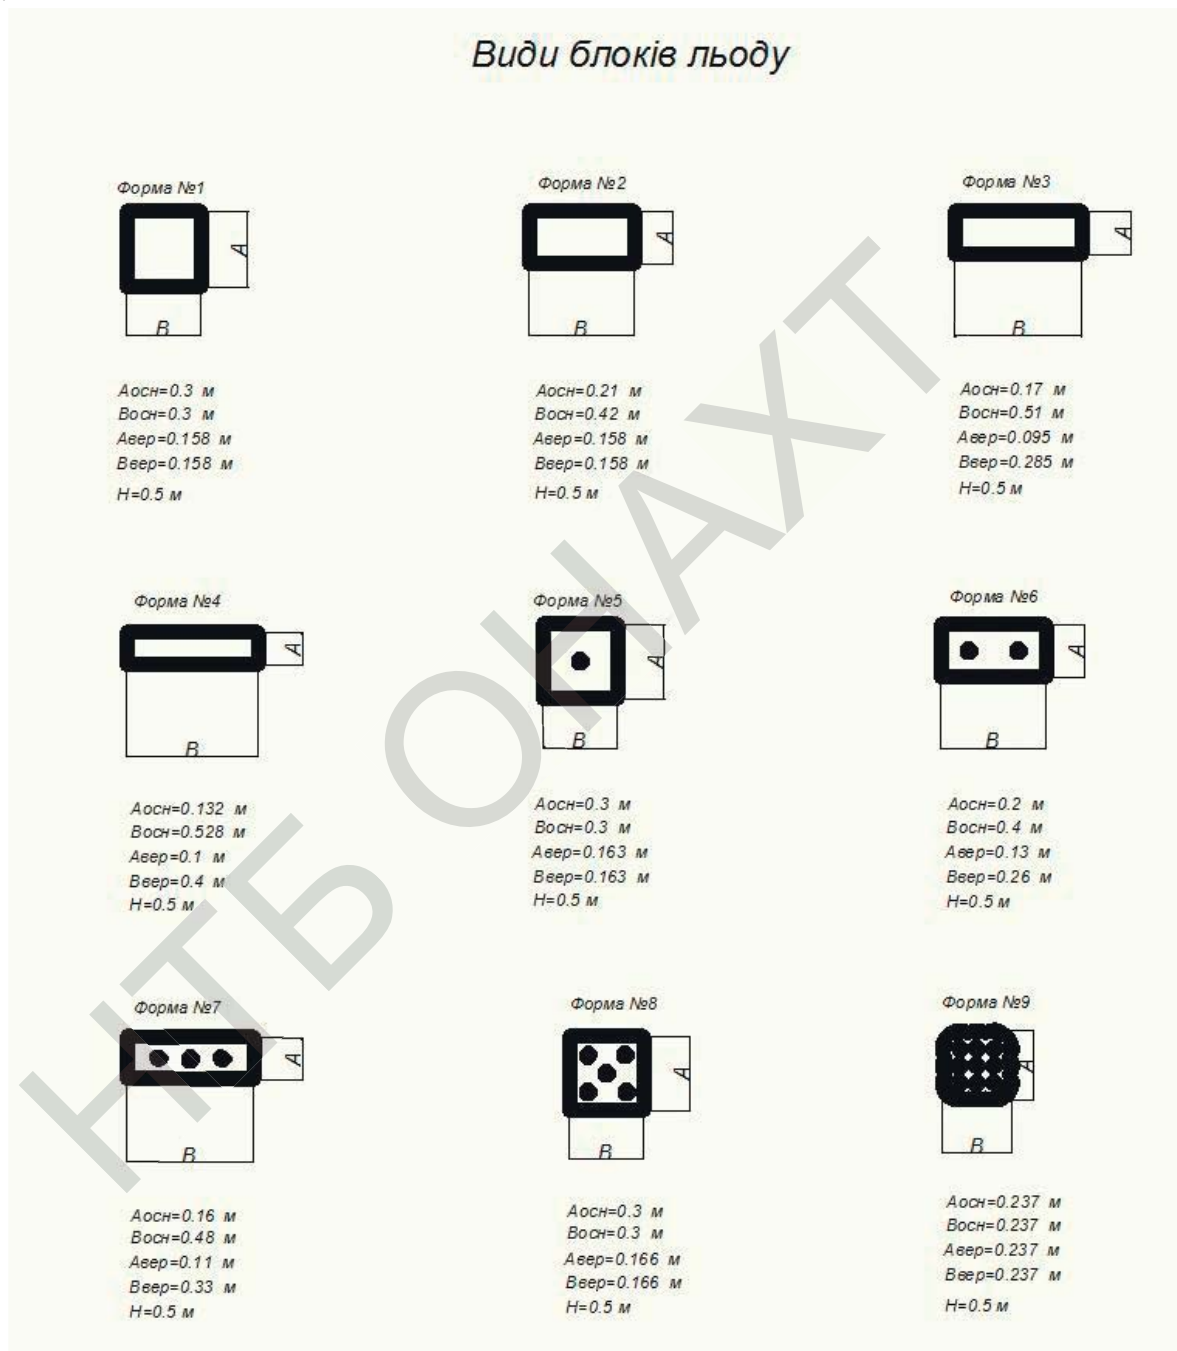 Види блоків льоду
Форма №1
A
B
Аосн=0.3 м
Восн=0.3 м
Авер=0.158 м
Ввер=0.158 м
Н=0.5 м
Форма №2
A
B
Аосн=0.21 м
Восн=0.42 м
Авер=0.158 м
Ввер=0.158 м
Н=0.5 м
Форма №3
A
B
Аосн=0.17 м
Восн=0.51 м
Авер=0.095 м
Ввер=0.285 м
Н=0.5 м
Форма №4
A
B
Аосн=0.132 м
Восн=0.528 м
Авер=0.1 м
Ввер=0.4 м
Н=0.5 м
Форма №5
A
B
Аосн=0.3 м
Восн=0.3 м
Авер=0.163 м
Ввер=0.163 м
Н=0.5 м
Форма №6
A
B
Аосн=0.2 м
Восн=0.4 м
Авер=0.13 м
Ввер=0.26 м
Н=0.5 м
Форма №7
A
B
Аосн=0.16 м
Восн=0.48 м
Авер=0.11 м
Ввер=0.33 м
Н=0.5 м
Форма №8
A
B
Аосн=0.3 м
Восн=0.3 м
Авер=0.166 м
Ввер=0.166 м
Н=0.5 м
Форма №9
A
B
Аосн=0.237 м
Восн=0.237 м
Авер=0.237 м
Ввер=0.237 м
Н=0.5 м
НТБ ОНАХТ